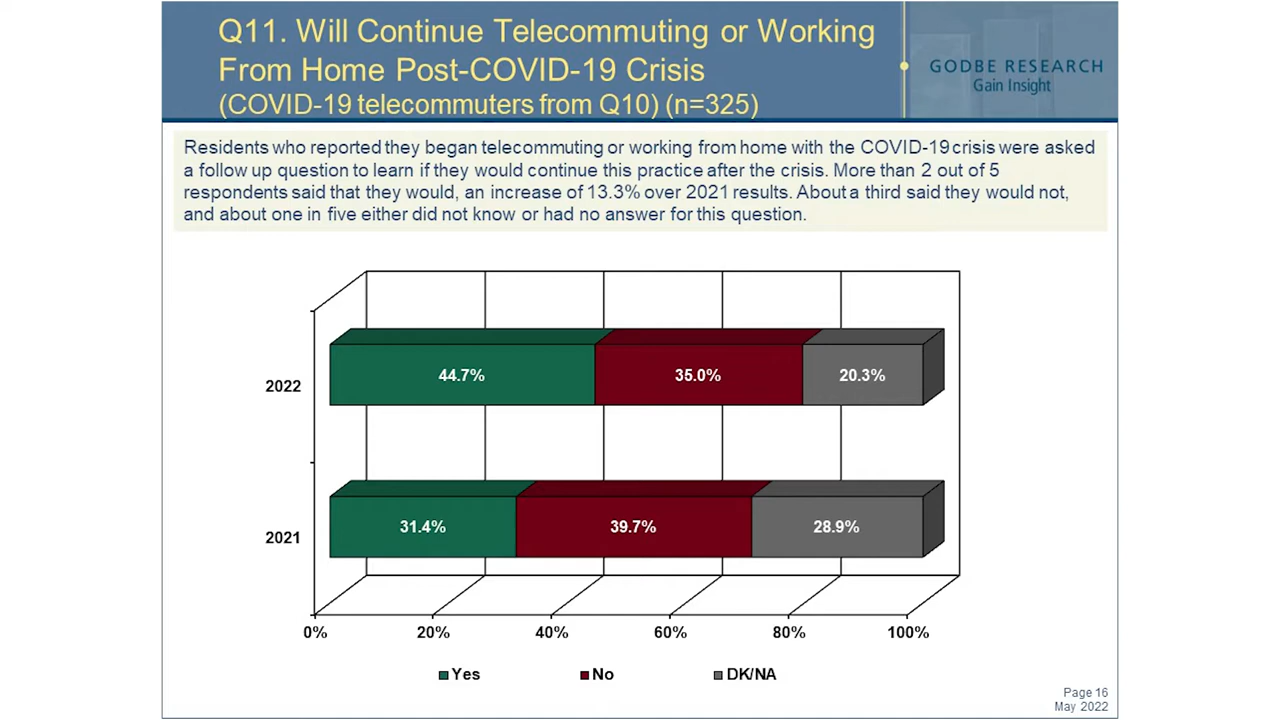 Q11. Will Continue Telecommuting or Working
From Home Post-COVID-19 Crisis
(COVID-19 telecommuters from Q10) (n=325)
GODBE RESEARCH
Gain Insight
Residents who reported they began telecommuting or working from home with the COVID-19 crisis were asked
a follow up question to learn if they would continue this practice after the crisis. More than 2 out of 5
respondents said that they would, an increase of 13.3% over 2021 results. About a third said they would not,
and about one in five either did not know or had no answer for this question.
2022
44.7%
35.0%
20.3%
2021
31.4%
39.7%
28.9%
0%
20%
40%
60%
80%
100%
Yes
No
DK/NA
Page 16
May 2022